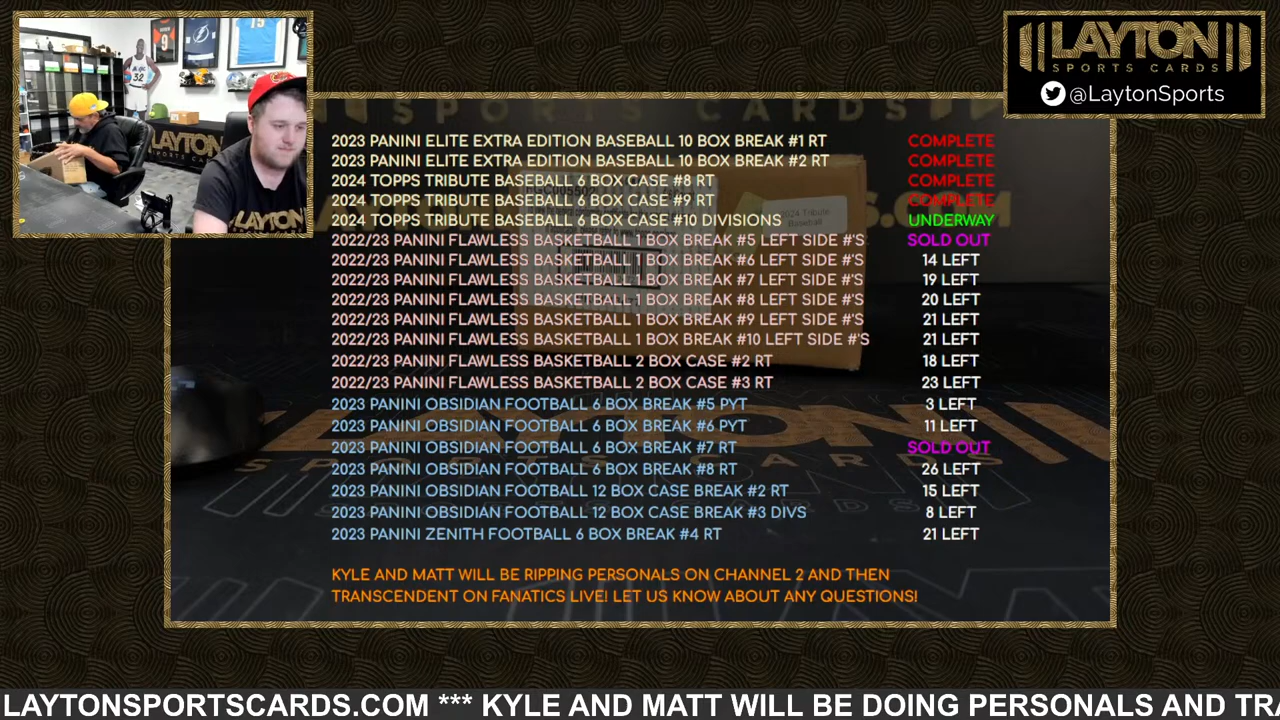 LAYTON
SPORTS CARDS
@LaytonSports
SPORTS CARDS
2023 PANINI ELITE EXTRA EDITION BASEBALL 10 BOX BREAK #1 RT COMPLETE
2023 PANINI ELITE EXTRA EDITION BASEBALL 10 BOX BREAK #2 RT COMPLETE
2024 TOPPS TRIBUTE BASEBALL 6 BOX CASE #8 RT COMPLETE
2024 TOPPS TRIBUTE BASEBALL 6 BOX CASE #9 RT COMPLETE
2024 TOPPS TRIBUTE BASEBALL 6 BOX CASE #10 DIVISIONS UNDERWAY
2022/23 PANINI FLAWLESS BASKETBALL 1 BOX BREAK #5 LEFT SIDE #'S SOLD OUT
2022/23 PANINI FLAWLESS BASKETBALL 1 BOX BREAK #6 LEFT SIDE #'S 14 LEFT
2022/23 PANINI FLAWLESS BASKETBALL 1 BOX BREAK #7 LEFT SIDE #'S 19 LEFT
2022/23 PANINI FLAWLESS BASKETBALL 1 BOX BREAK #8 LEFT SIDE #'S 20 LEFT
2022/23 PANINI FLAWLESS BASKETBALL 1 BOX BREAK #9 LEFT SIDE #'S 21 LEFT
2022/23 PANINI FLAWLESS BASKETBALL 1 BOX BREAK #10 LEFT SIDE #'S 21 LEFT
2022/23 PANINI FLAWLESS BASKETBALL 2 BOX CASE #2 RT 18 LEFT
2022/23 PANINI FLAWLESS BASKETBALL 2 BOX CASE #3 RT 23 LEFT
2023 PANINI OBSIDIAN FOOTBALL 6 BOX BREAK #5 PYT 3 LEFT
2023 PANINI OBSIDIAN FOOTBALL 6 BOX BREAK #6 PYT 11 LEFT
2023 PANINI OBSIDIAN FOOTBALL 6 BOX BREAK #7 RT SOLD OUT
2023 PANINI OBSIDIAN FOOTBALL 6 BOX BREAK #8 RT 26 LEFT
2023 PANINI OBSIDIAN FOOTBALL 12 BOX CASE BREAK #2 RT 15 LEFT
2023 PANINI OBSIDIAN FOOTBALL 12 BOX CASE BREAK #3 DIVS 8 LEFT
2023 PANINI ZENITH FOOTBALL 6 BOX BREAK #4 RT 21 LEFT
KYLE AND MATT WILL BE RIPPING PERSONALS ON CHANNEL 2 AND THEN
TRANSCENDENT ON FANATICS LIVE! LET US KNOW ABOUT ANY QUESTIONS!
LAYTONSPORTSCARDS.COM *** KYLE AND MATT WILL BE DOING PERSONALS AND TRA